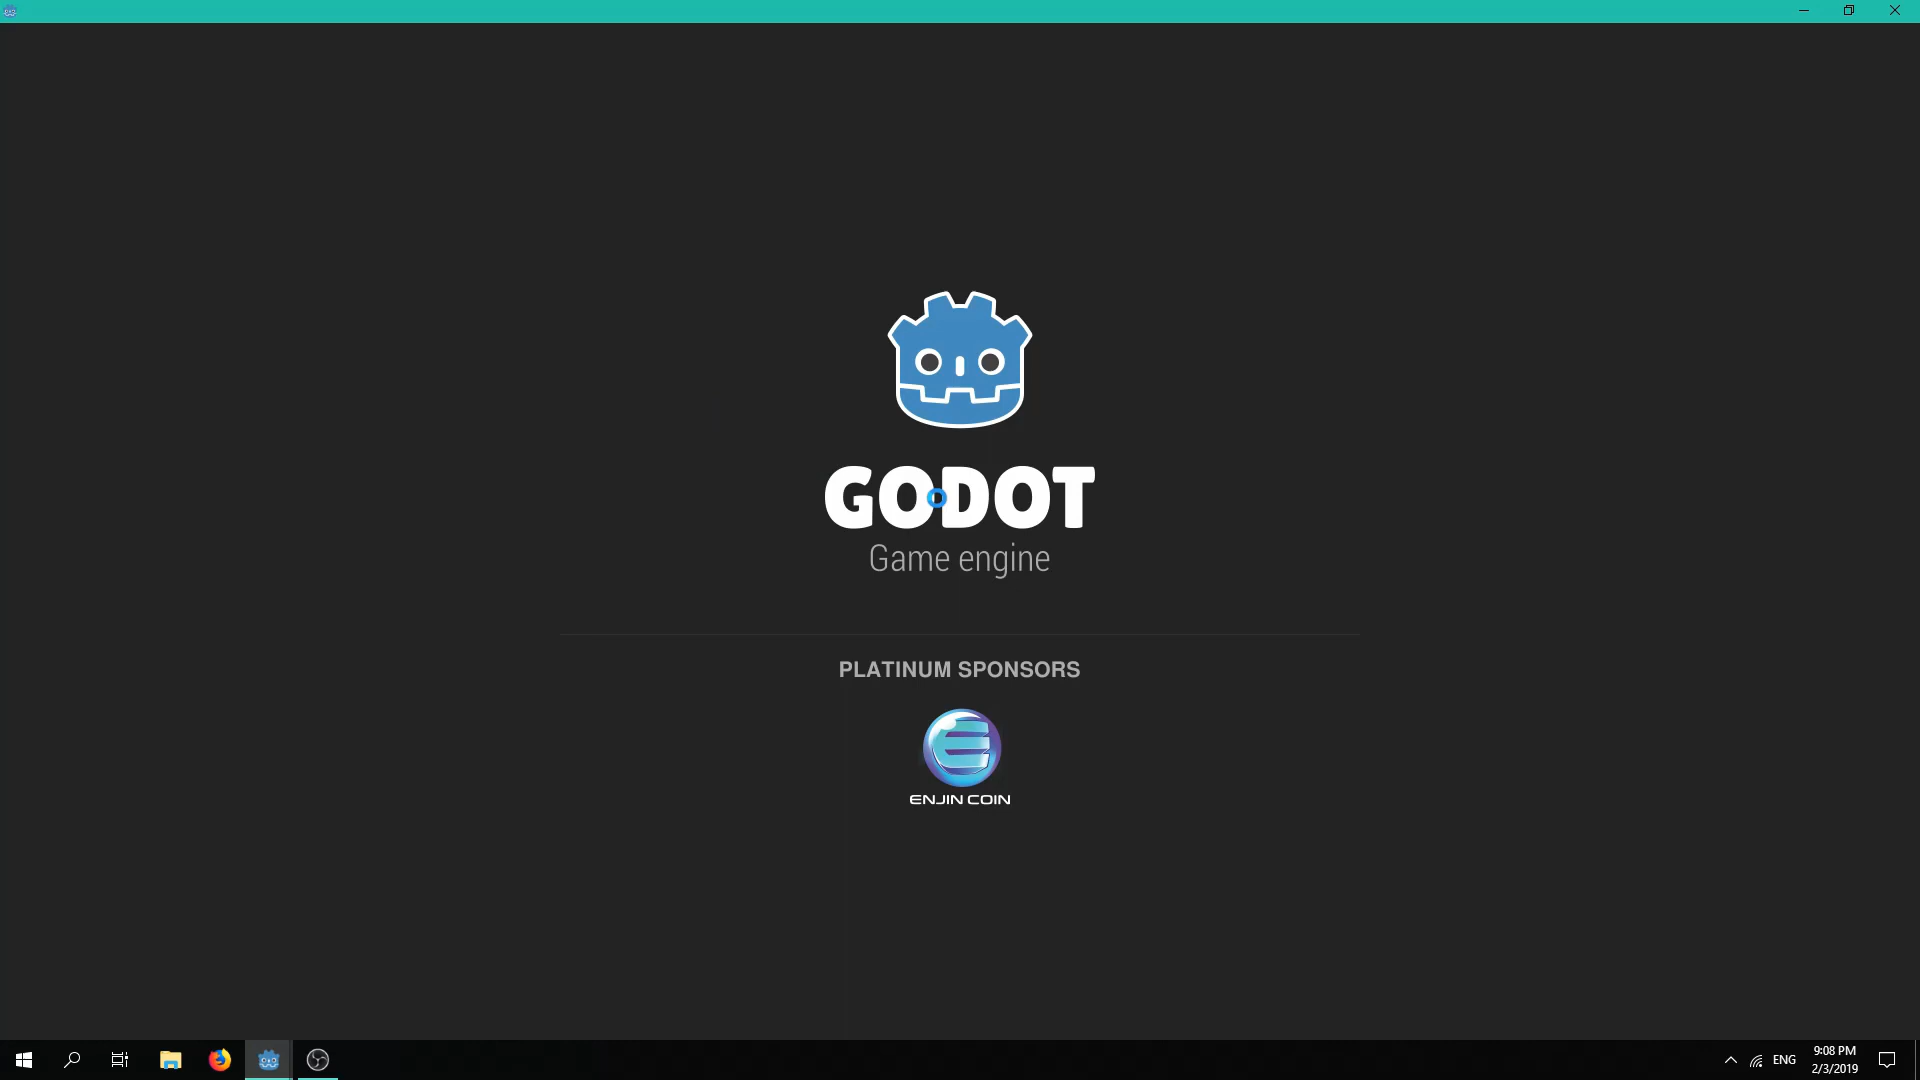 GODOT
Game engine
PLATINUM SPONSORS
ENJIN COIN
ENG
9:08 PM
2/3/2019